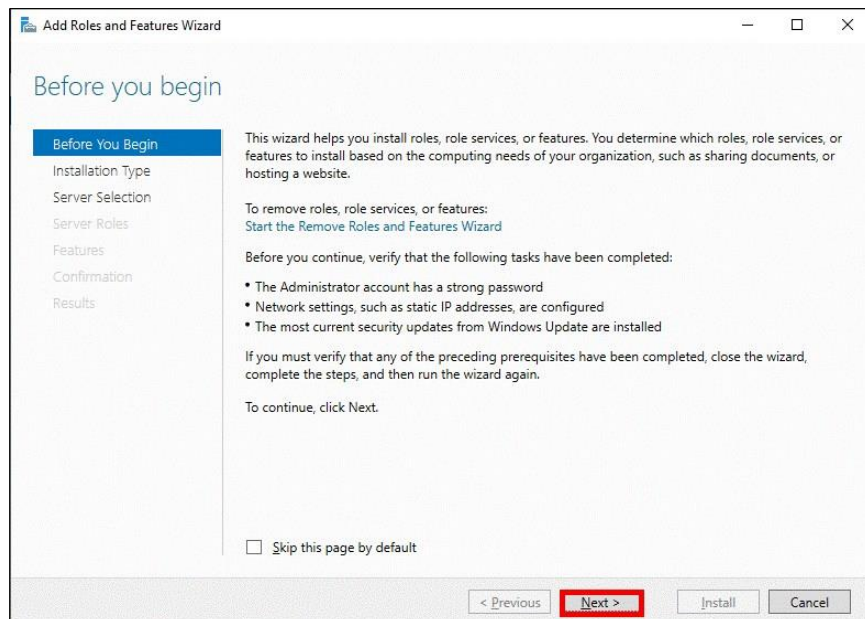 Add Roles and Features Wizard
Before you begin
Before You Begin
Installation Type
Server Selection
Server Roles
Features
Confirmation
Results
This wizard helps you install roles, role services, or features. You determine which roles, role services, or
features to install based on the computing needs of your organization, such as sharing documents, or
hosting a website.
To remove roles, role services, or features:
Start the Remove Roles and Features Wizard
Before you continue, verify that the following tasks have been completed:
• The Administrator account has a strong password
• Network settings, such as static IP addresses, are configured
• The most current security updates from Windows Update are installed
If you must verify that any of the preceding prerequisites have been completed, close the wizard,
complete the steps, and then run the wizard again.
To continue, click Next.
Skip this page by default
< Previous Next > Install Cancel